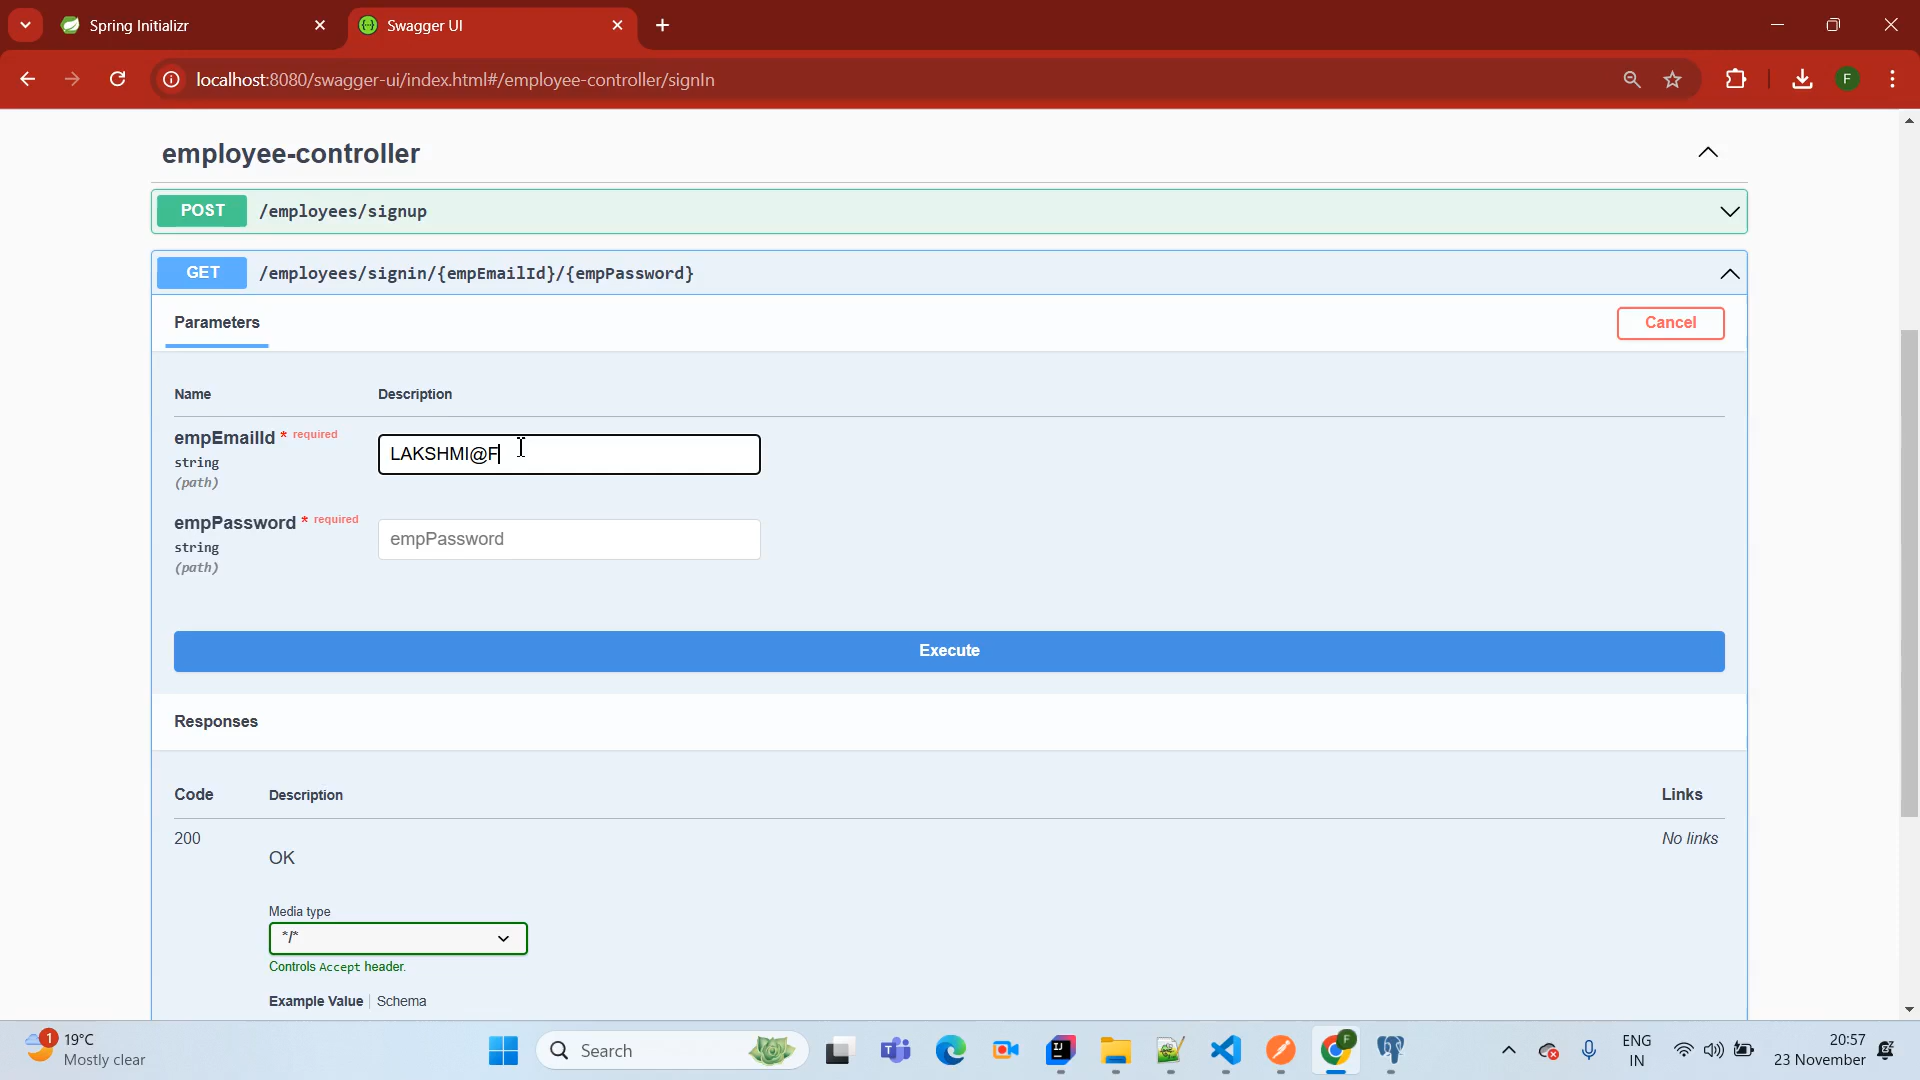 Spring Initializr
Swagger UI
localhost:8080/swagger-ui/index.html#/employee-controller/signIn
F
employee-controller
POST /employees/signup
GET /employees/signin/{empEmailId}/{empPassword}
Parameters
Cancel
Name Description
empEmailId * required
string
(path)
LAKSHMI@F
empPassword * required
string
(path)
empPassword
Execute
Responses
Code Description Links
200 No links
OK
Media type
*/*
Controls Accept header.
Example Value Schema
1
19°C
Mostly clear
Search
F
ENG
IN
20:57
23 November